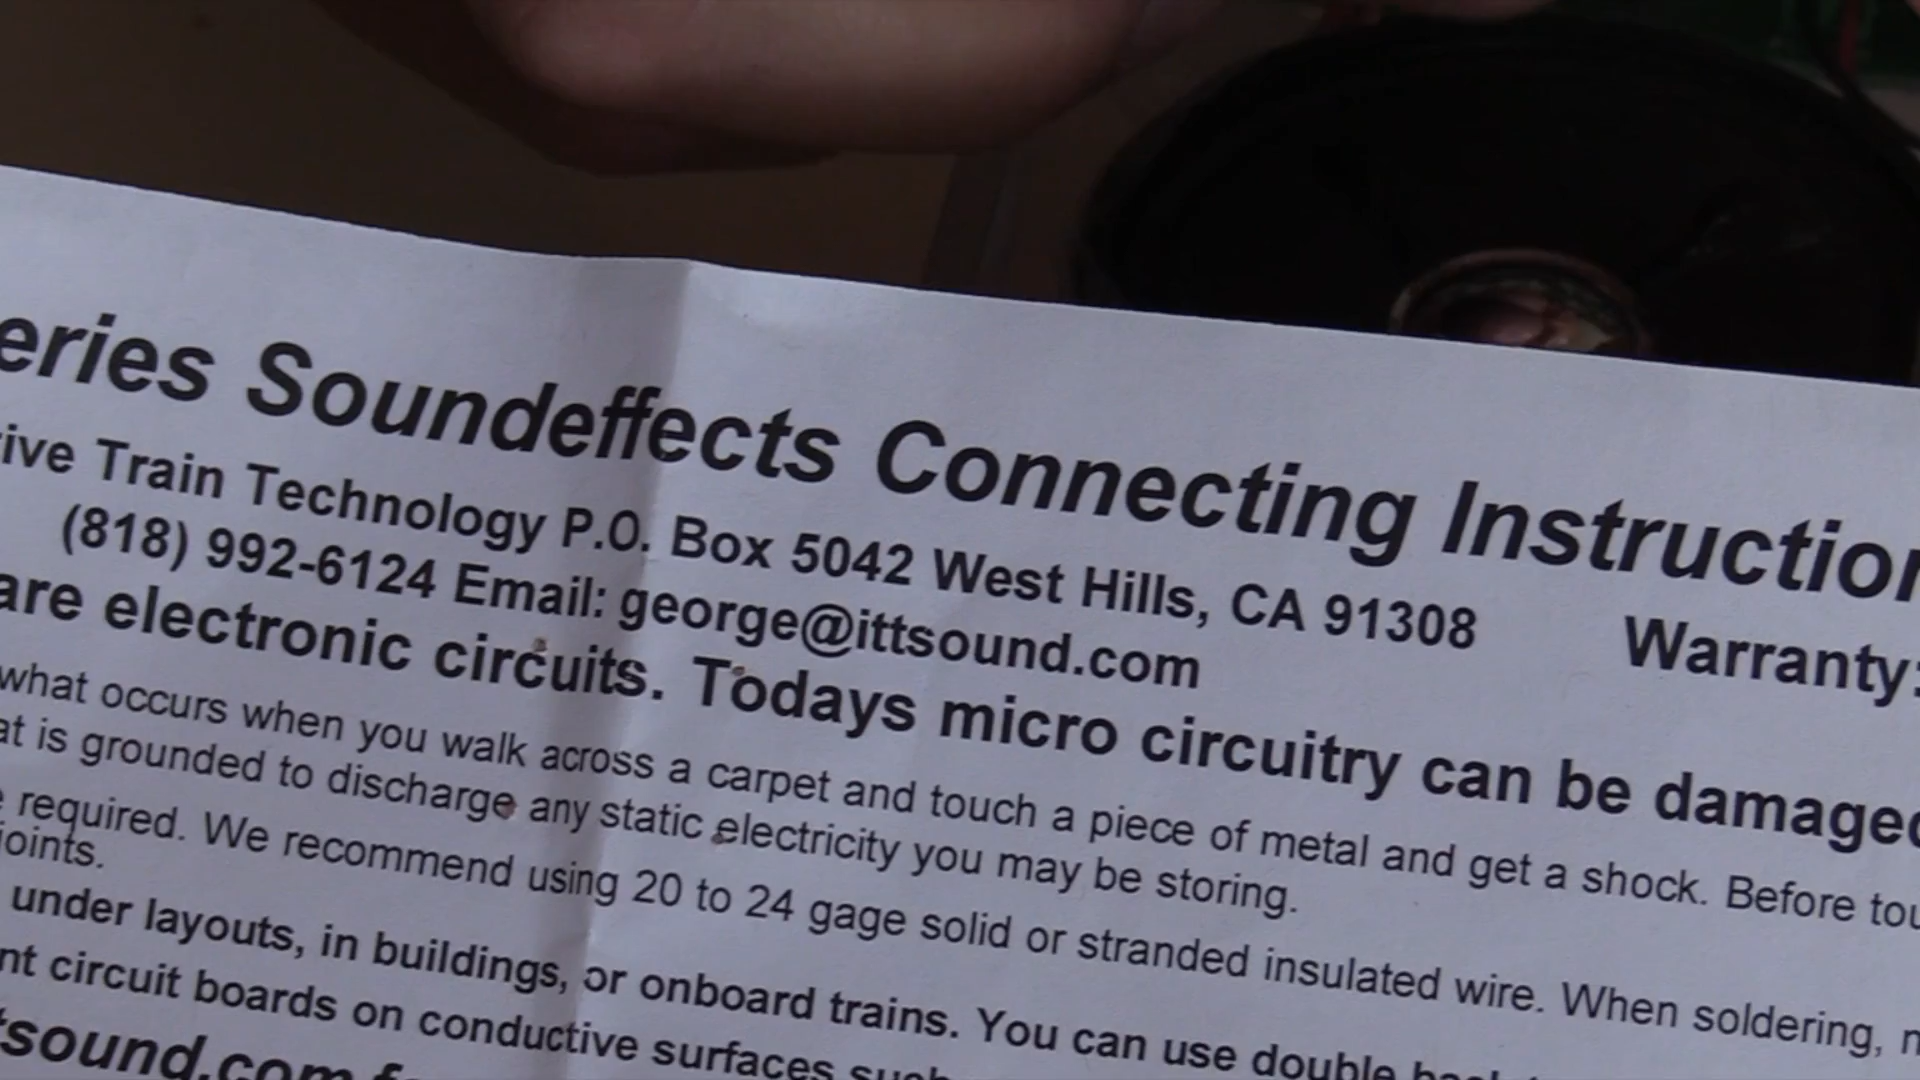 eries Soundeffects Connecting Instruction
ive Train Technology P.O. Box 5042 West Hills, CA 91308
(818) 992-6124 Email: george@ittsound.com Warranty:
are electronic circuits. Todays micro circuitry can be damaged
what occurs when you walk across a carpet and touch a piece of metal and get a shock. Before tou
at is grounded to discharge any static electricity you may be storing.
required. We recommend using 20 to 24 gage solid or stranded insulated wire. When soldering,
joints.
under layouts, in buildings, or onboard trains. You can use double
nt circuit boards on conductive surfaces such
sound.com